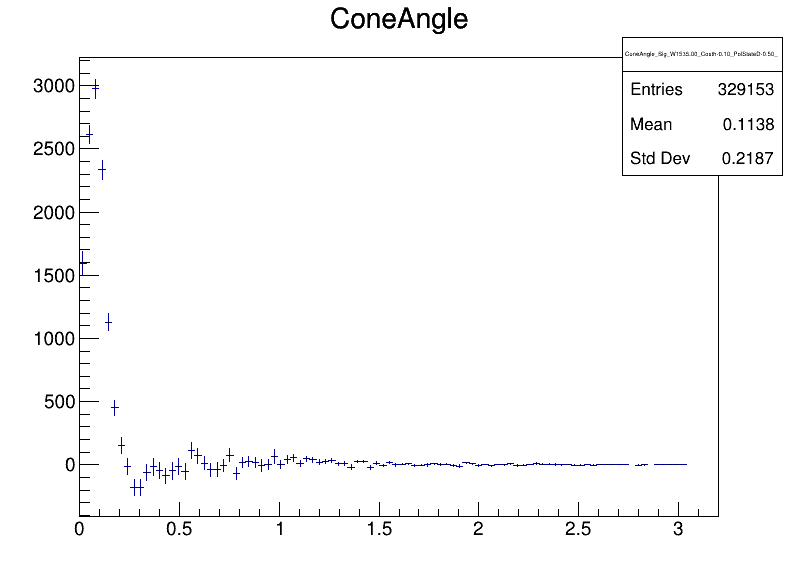 ConeAngle
ConeAngle_Sig_W1535.00_Costh-0.10_PolStateD-0.50_
Entries 329153
Mean 0.1138
Std Dev 0.2187
3000
2500
2000
1500
1000
500
0
0 0.5 1 1.5 2 2.5 3